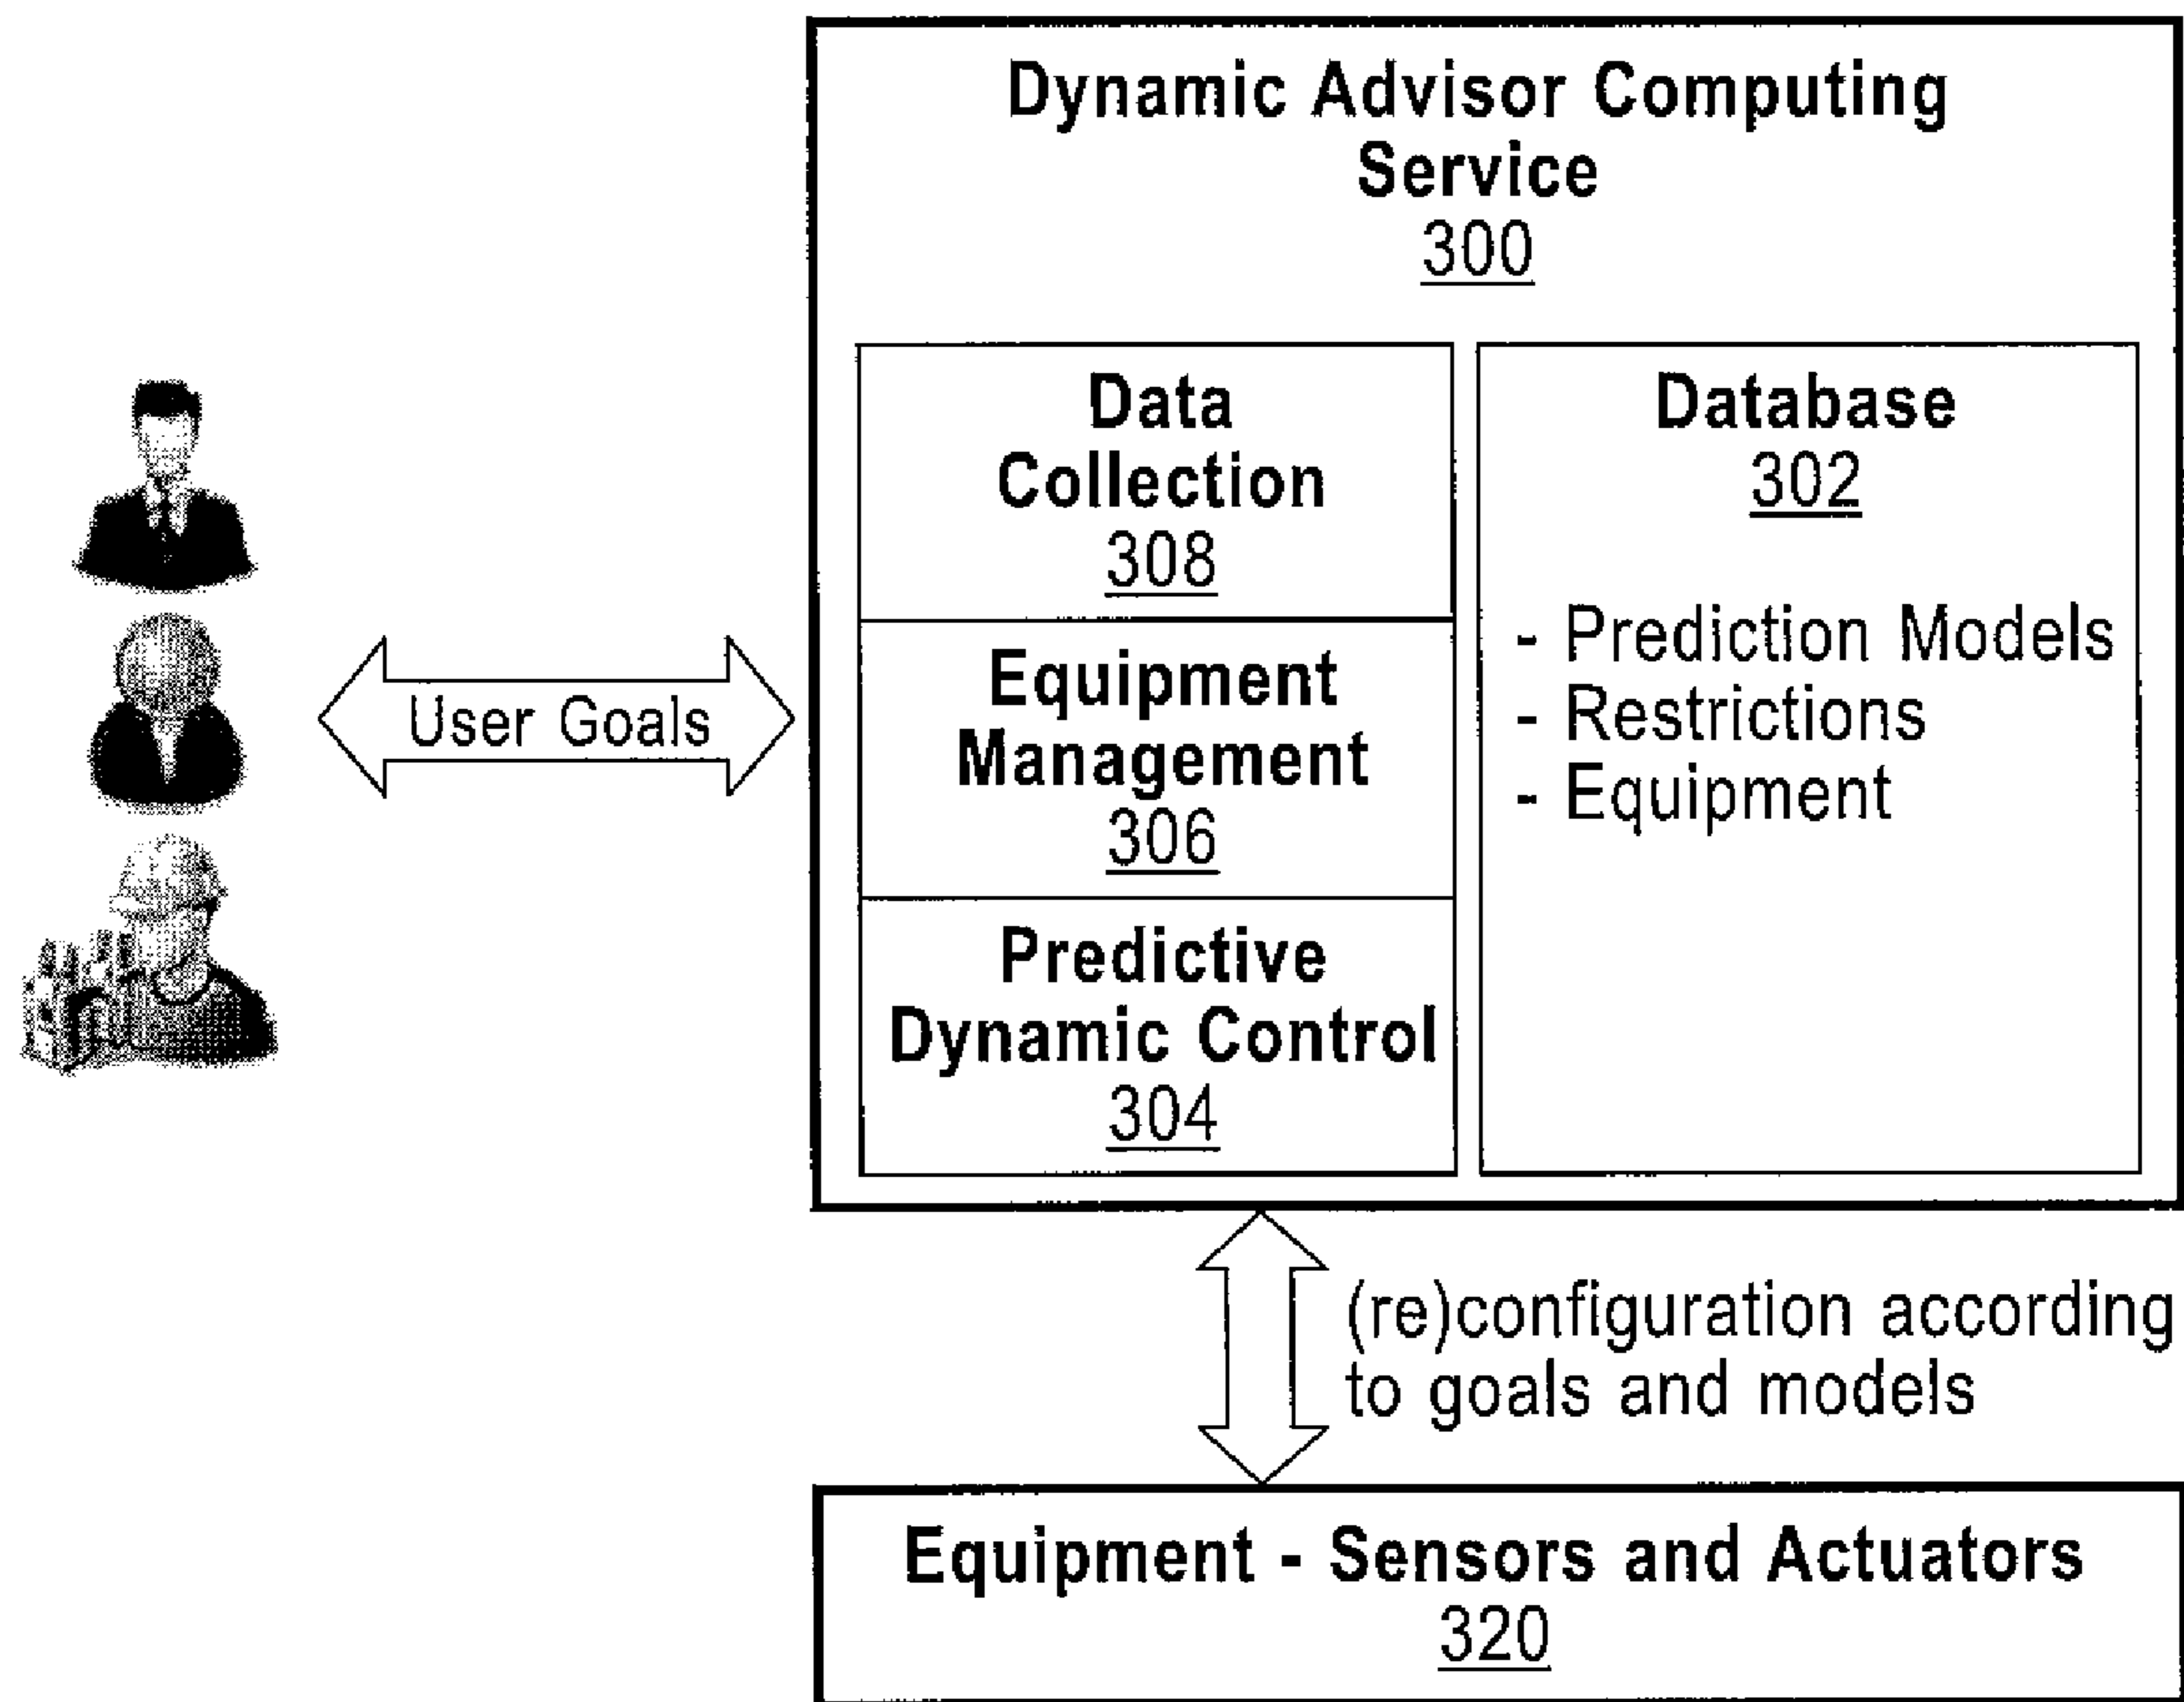 Dynamic Advisor Computing
Service
300
Data
Collection
308
Equipment
Management
306
Predictive
Dynamic Control
304
Database
302
- Prediction Models
- Restrictions
- Equipment
User Goals
(re)configuration according
to goals and models
Equipment - Sensors and Actuators
320